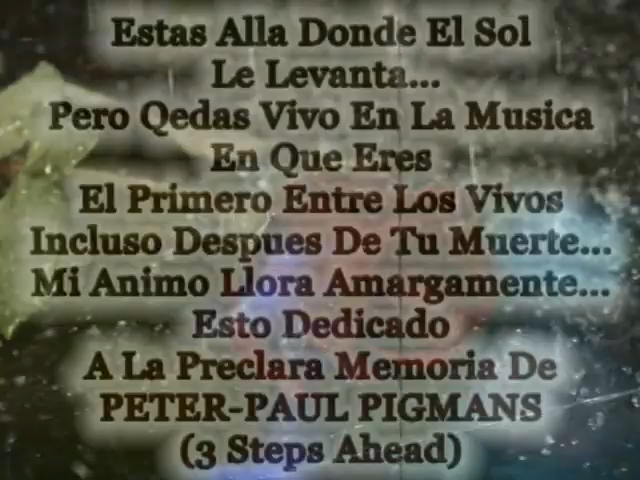 Estas Alla Donde El Sol
Le Levanta...
Pero Qedas Vivo En La Musica
En Que Eres
El Primero Entre Los Vivos
Incluso Despues De Tu Muerte...
Mi Animo Llora Amargamente...
Esto Dedicado
A La Preclara Memoria De
PETER-PAUL PIGMANS
(3 Steps Ahead)